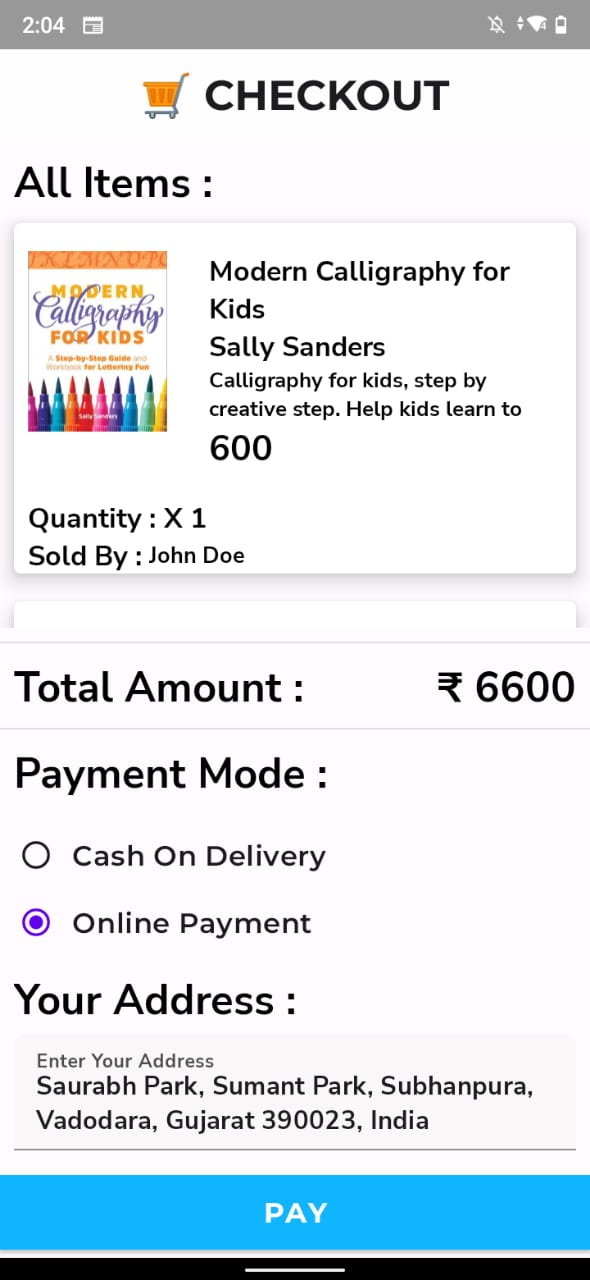 2:04
CHECKOUT
All Items :
JKLMNOPQ
MODERN
Calligraphy
FOR KIDS
A Step-by-Step Guide and
Workbook for Lettering Fun
Sally Sanders
Modern Calligraphy for
Kids
Sally Sanders
Calligraphy for kids, step by
creative step. Help kids learn to
600
Quantity : X 1
Sold By : John Doe
Total Amount : ₹ 6600
Payment Mode :
Cash On Delivery
Online Payment
Your Address :
Enter Your Address
Saurabh Park, Sumant Park, Subhanpura,
Vadodara, Gujarat 390023, India
PAY